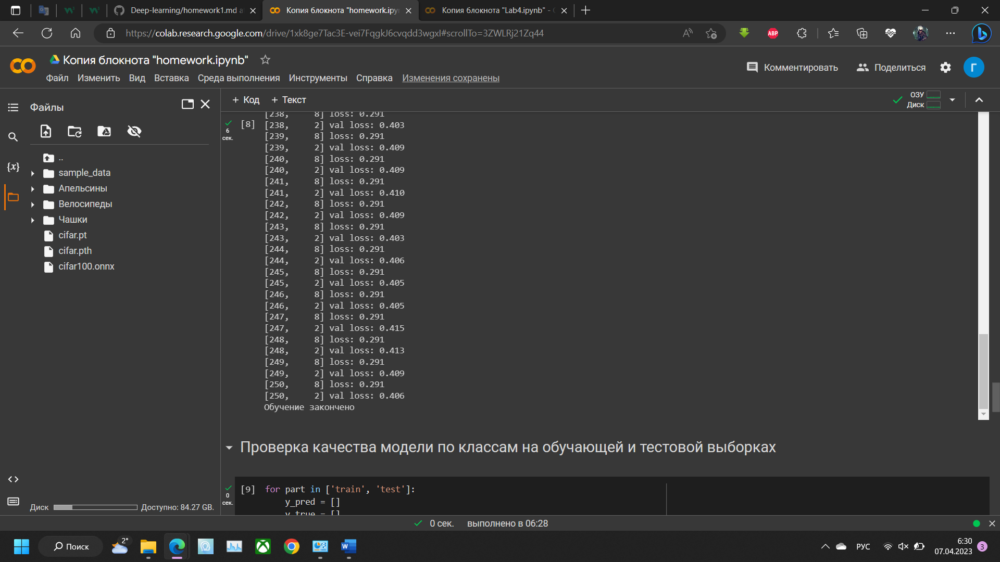 Deep-learning/homework1.md a
Копия блокнота "homework.ipy
Копия блокнота "Lab4.ipynb" -
https://colab.research.google.com/drive/1xk8ge7Tac3E-vei7FqgkJ6cvqdd3wgxI#scrollTo=3ZWLRj21Zq44
ABP
Копия блокнота "homework.ipynb"
Файл Изменить Вид Вставка Среда выполнения Инструменты Справка Изменения сохранены
Комментировать
Поделиться
Г
Файлы
+ Код + Текст
ОЗУ
Диск
..
sample_data
Апельсины
Велосипеды
Чашки
cifar.pt
cifar.pth
cifar100.onnx
Диск Доступно: 84.27 GB.
6
сек.
[8]
[238, 8] loss: 0.291
[238, 2] val loss: 0.403
[239, 8] loss: 0.291
[239, 2] val loss: 0.409
[240, 8] loss: 0.291
[240, 2] val loss: 0.409
[241, 8] loss: 0.291
[241, 2] val loss: 0.410
[242, 8] loss: 0.291
[242, 2] val loss: 0.409
[243, 8] loss: 0.291
[243, 2] val loss: 0.403
[244, 8] loss: 0.291
[244, 2] val loss: 0.406
[245, 8] loss: 0.291
[245, 2] val loss: 0.405
[246, 8] loss: 0.291
[246, 2] val loss: 0.405
[247, 8] loss: 0.291
[247, 2] val loss: 0.415
[248, 8] loss: 0.291
[248, 2] val loss: 0.413
[249, 8] loss: 0.291
[249, 2] val loss: 0.409
[250, 8] loss: 0.291
[250, 2] val loss: 0.406
Обучение закончено
Проверка качества модели по классам на обучающей и тестовой выборках
0
сек.
[9] for part in ['train', 'test']:
y_pred = []
y_true = []
0 сек. выполнено в 06:28
Поиск
2°
РУС
6:30
07.04.2023
3